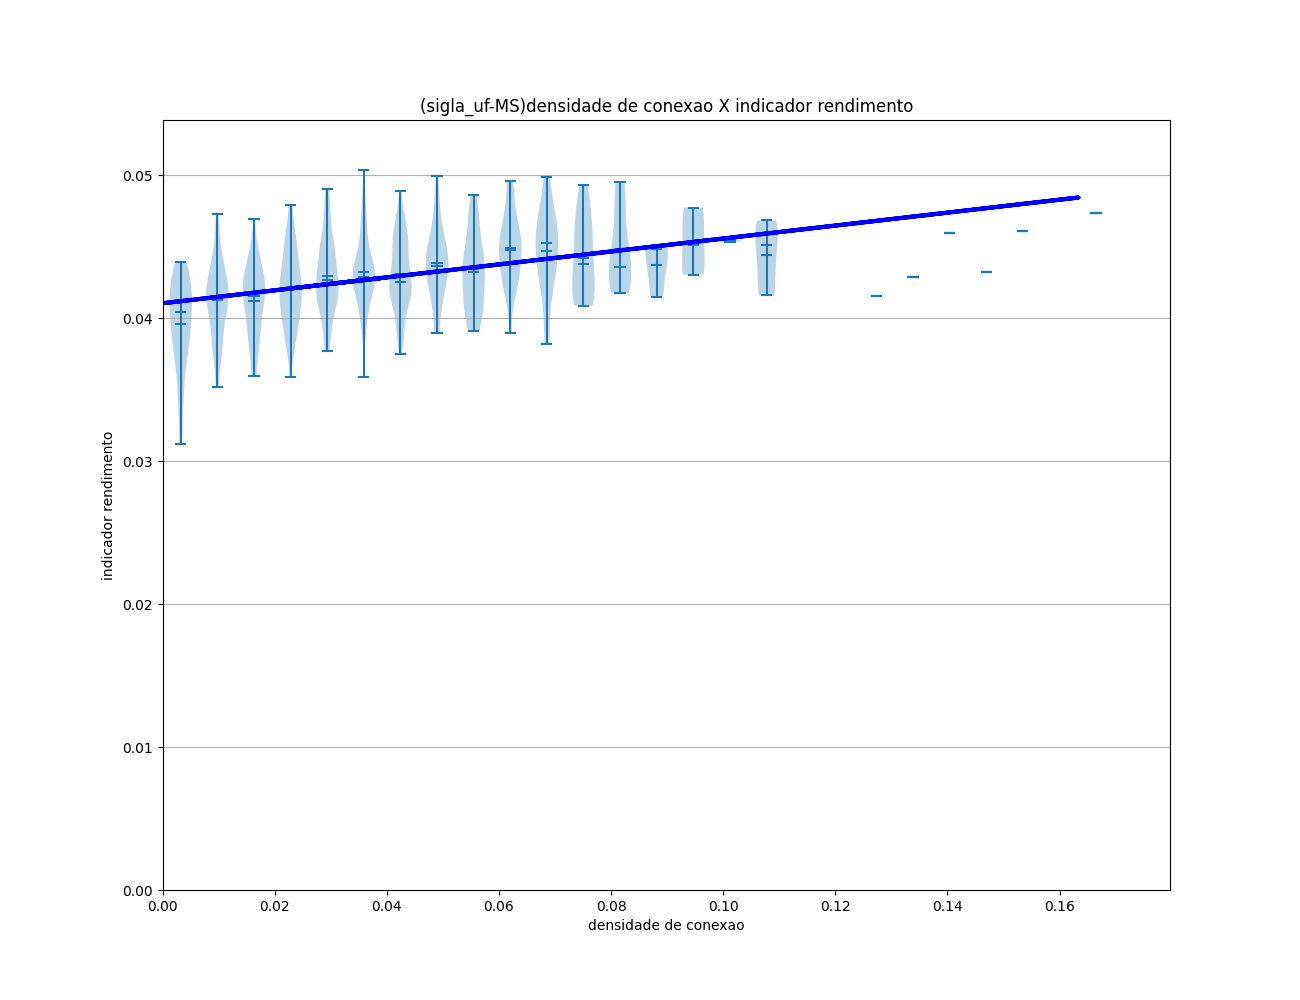 (sigla_uf-MS)densidade de conexao X indicador rendimento
0.05
0.04
0.03
0.02
0.01
0.00
indicador rendimento
0.00 0.02 0.04 0.06 0.08 0.10 0.12 0.14 0.16
densidade de conexao